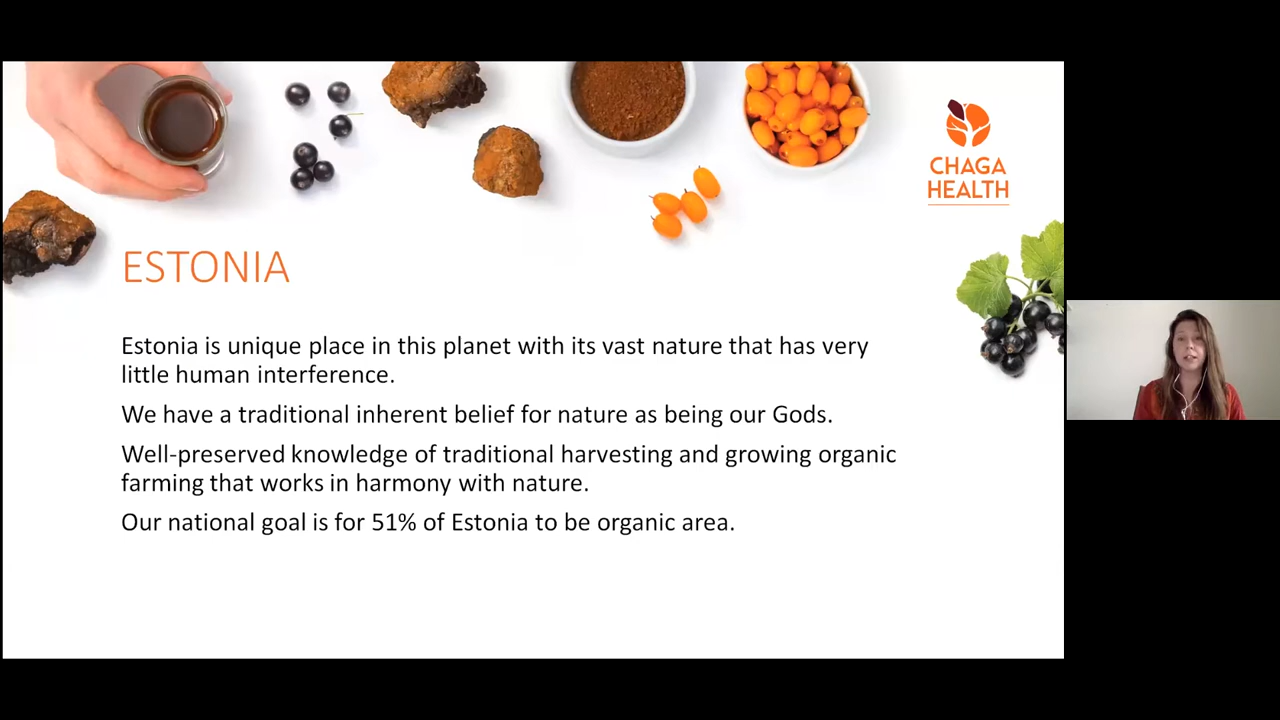 CHAGA
HEALTH
ESTONIA
Estonia is unique place in this planet with its vast nature that has very
little human interference.
We have a traditional inherent belief for nature as being our Gods.
Well-preserved knowledge of traditional harvesting and growing organic
farming that works in harmony with nature.
Our national goal is for 51% of Estonia to be organic area.